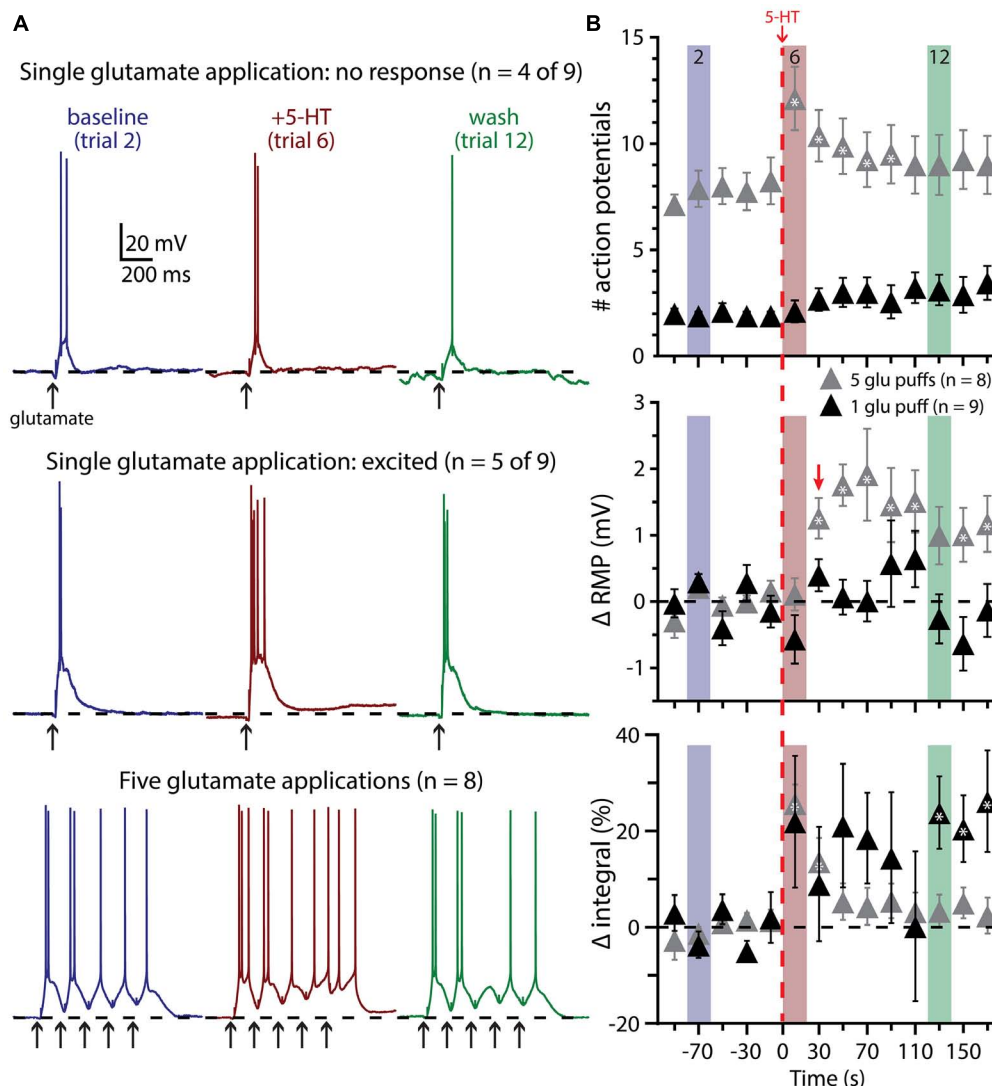 A
Single glutamate application: no response (n = 4 of 9)
baseline
(trial 2)
+5-HT
(trial 6)
wash
(trial 12)
20 mV
200 ms
glutamate
Single glutamate application: excited (n = 5 of 9)
Five glutamate applications (n = 8)
B
5-HT
2
6
12
# action potentials
15
10
5
0
5 glu puffs (n = 8)
1 glu puff (n = 9)
Δ RMP (mV)
3
2
1
0
-1
Δ integral (%)
40
20
0
-20
-70
-30
0
30
70
110
150
Time (s)